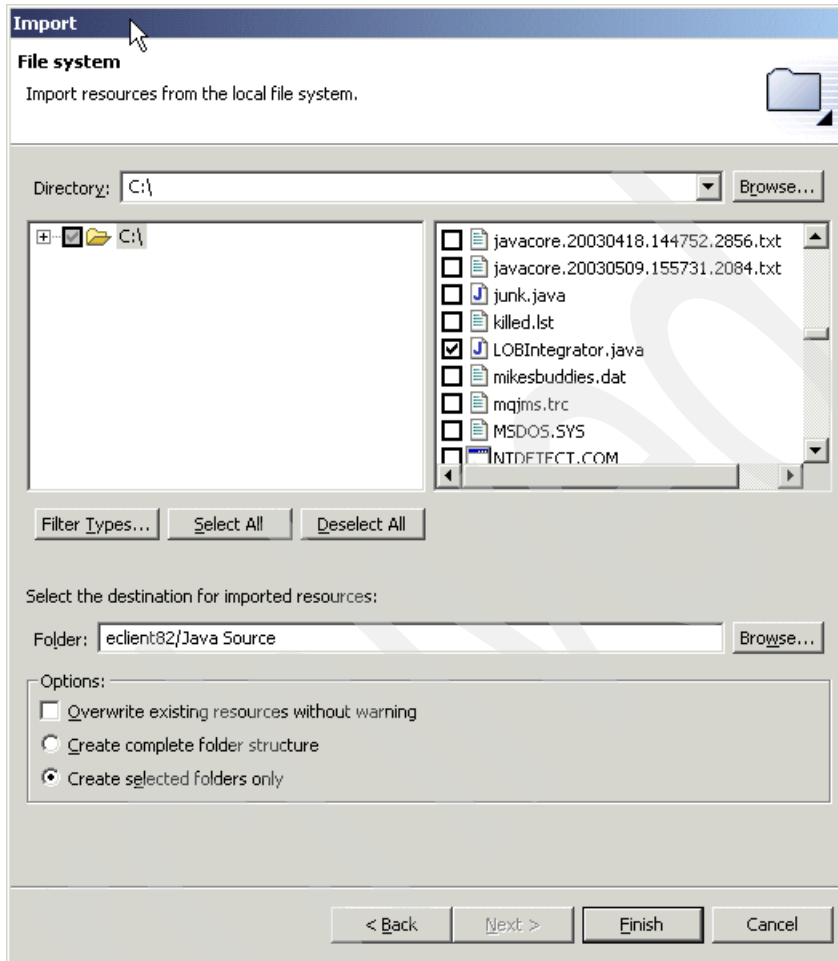 Import
File system
Import resources from the local file system.
Directory: C:\ Browse...
C:\
javacore.20030418.144752.2856.txt
javacore.20030509.155731.2084.txt
junk.java
killed.lst
LOBIntegrator.java
mikesbuddies.dat
mqjms.trc
MSDOS.SYS
NTDETECT.COM
Filter Types... Select All Deselect All
Select the destination for imported resources:
Folder: eclient82/Java Source Browse...
Options:
Overwrite existing resources without warning
Create complete folder structure
Create selected folders only
< Back Next > Finish Cancel